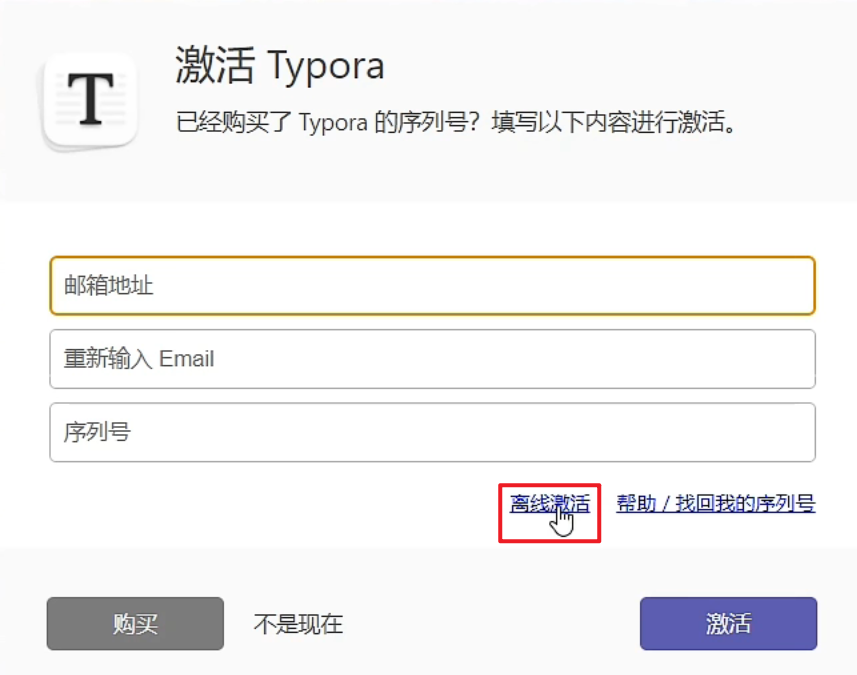 T
激活 Typora
已经购买了 Typora 的序列号？填写以下内容进行激活。
邮箱地址
重新输入 Email
序列号
离线激活 帮助 / 找回我的序列号
购买 不是现在 激活